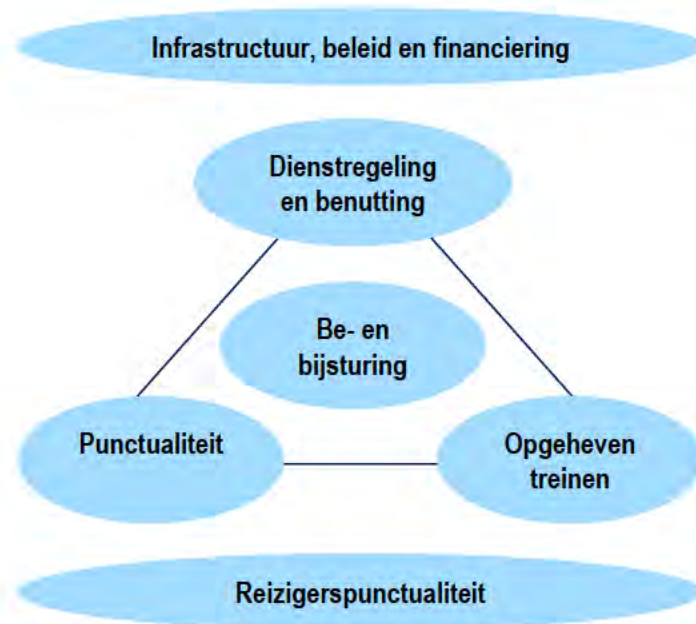 Infrastructuur, beleid en financiering
Dienstregeling
en benutting
Be- en
bijsturing
Punctualiteit
Opgeheven
treinen
Reizigerspunctualiteit